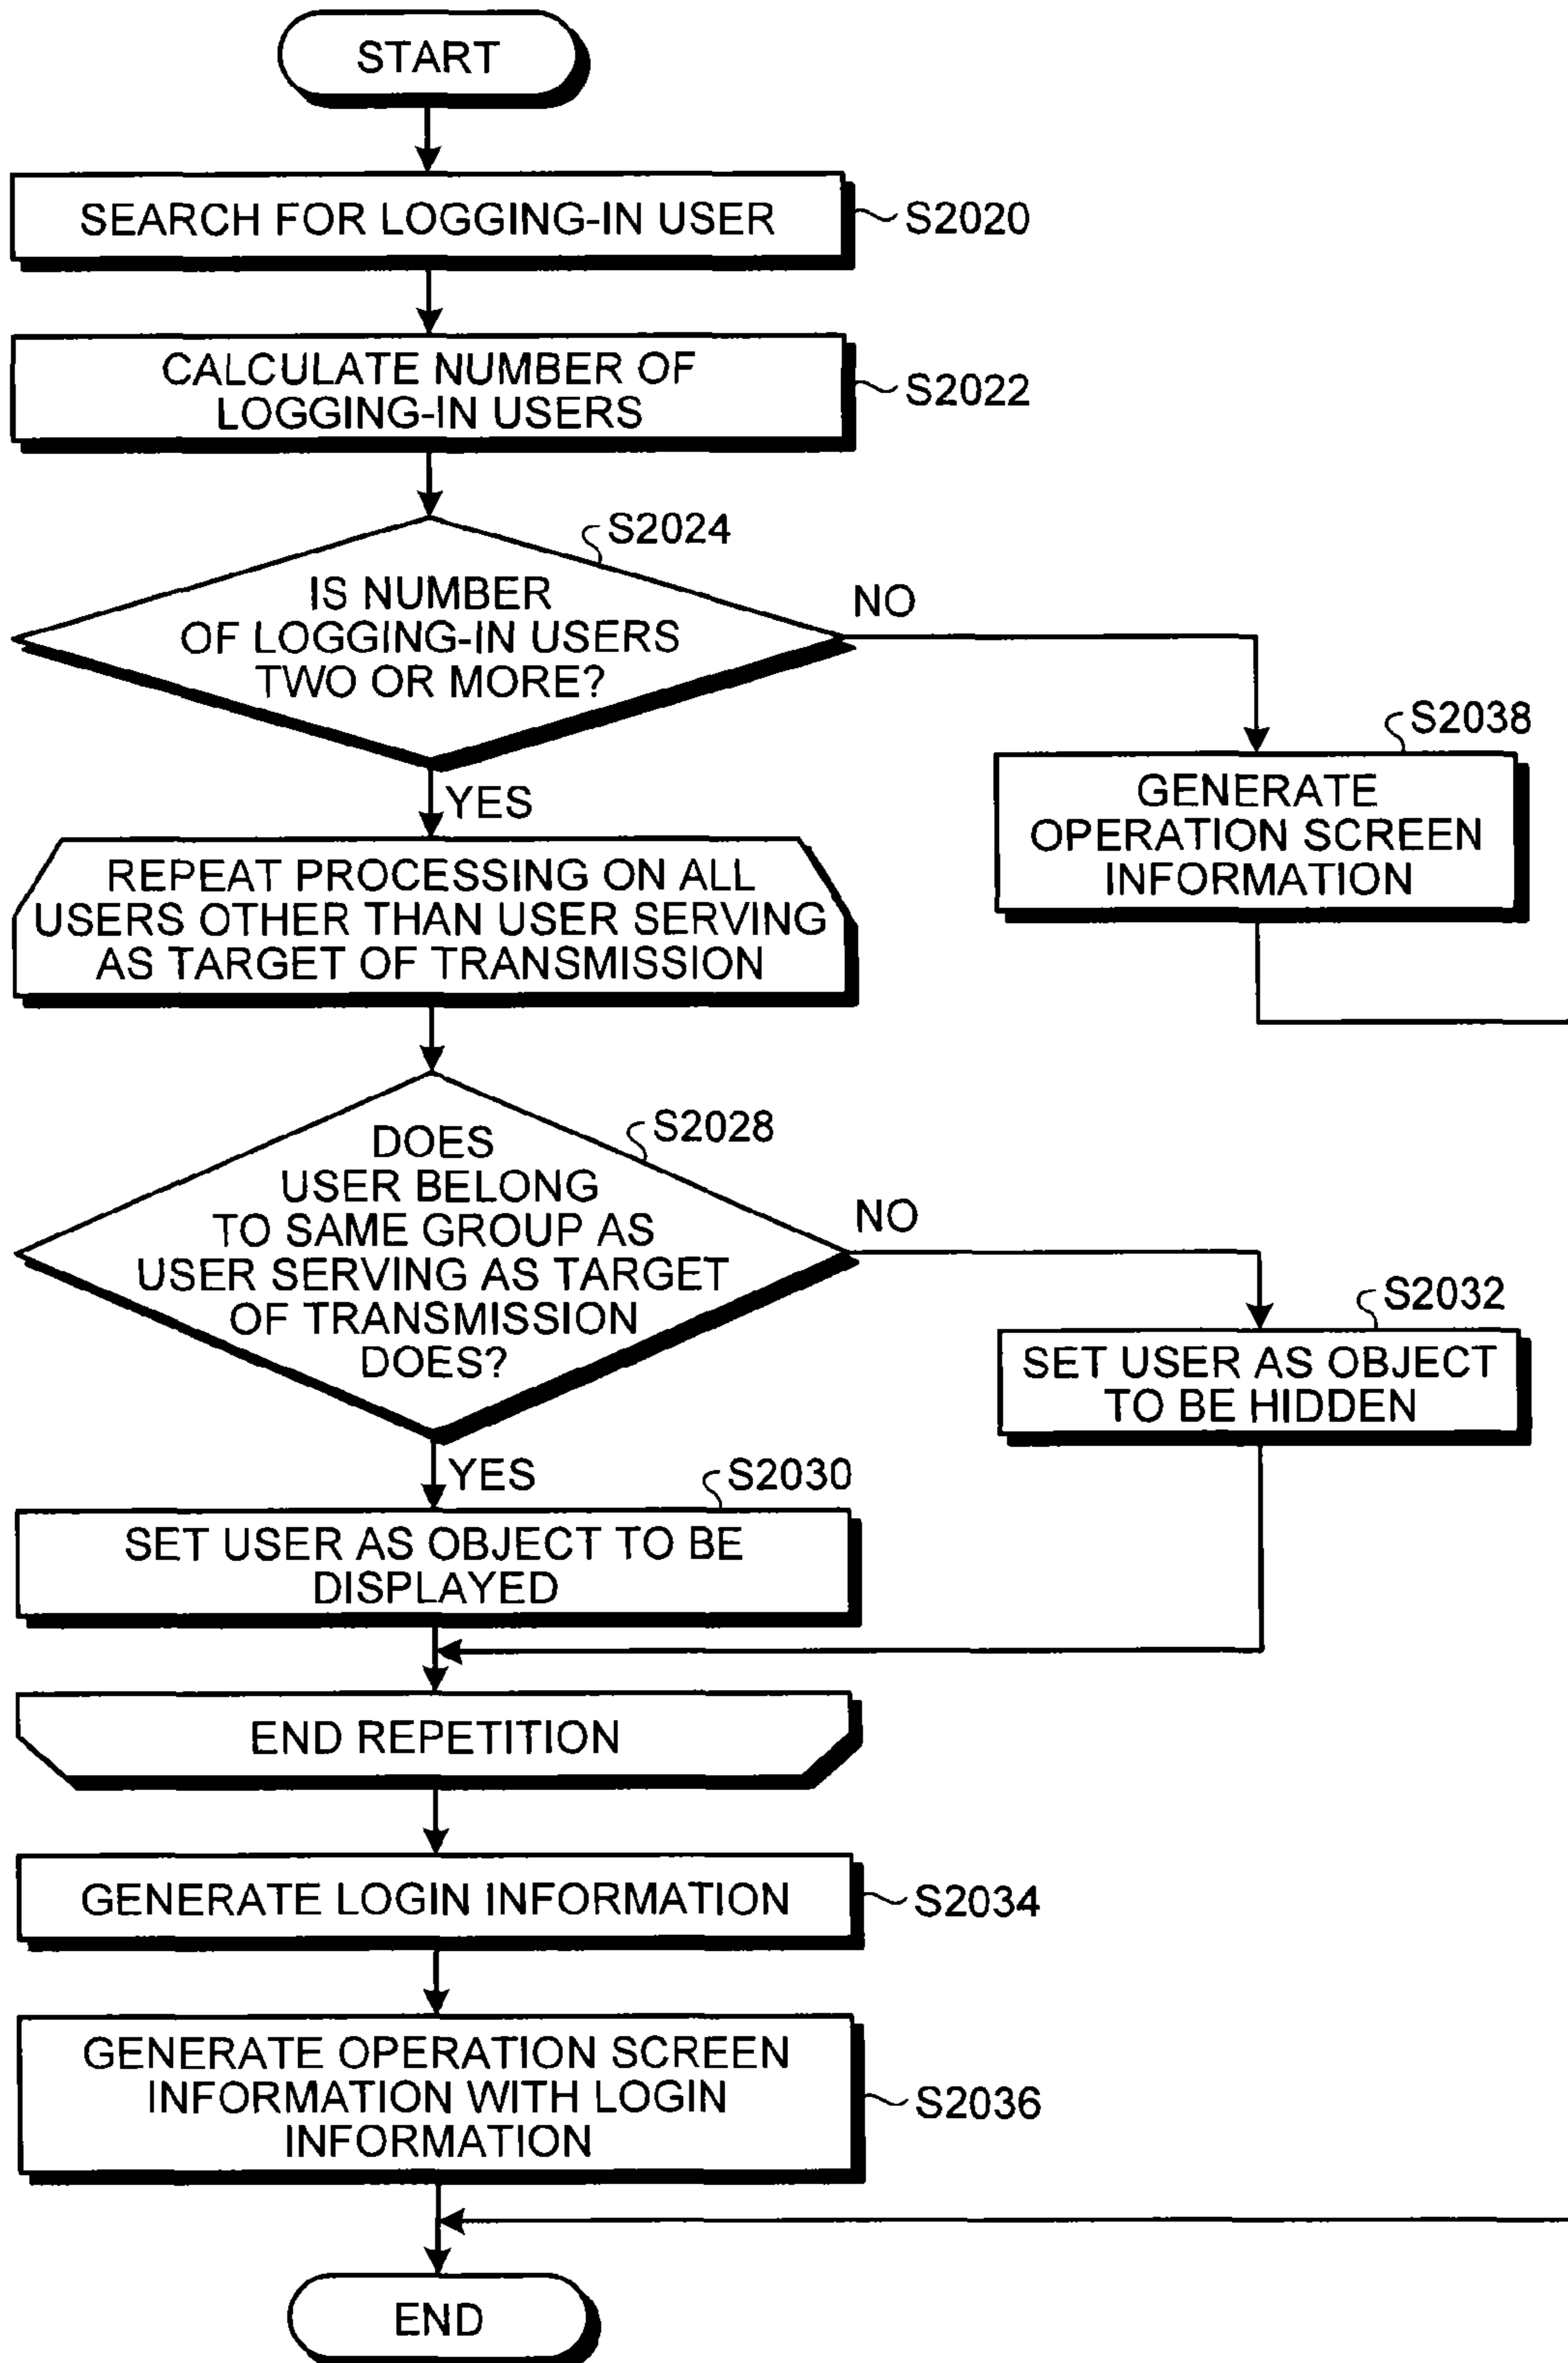 START
SEARCH FOR LOGGING-IN USER
S2020
CALCULATE NUMBER OF
LOGGING-IN USERS
S2022
S2024
IS NUMBER
OF LOGGING-IN USERS
TWO OR MORE?
NO
YES
S2038
GENERATE
OPERATION SCREEN
INFORMATION
REPEAT PROCESSING ON ALL
USERS OTHER THAN USER SERVING
AS TARGET OF TRANSMISSION
S2028
DOES
USER BELONG
TO SAME GROUP AS
USER SERVING AS TARGET
OF TRANSMISSION
DOES?
NO
YES
S2032
SET USER AS OBJECT
TO BE HIDDEN
S2030
SET USER AS OBJECT TO BE
DISPLAYED
END REPETITION
GENERATE LOGIN INFORMATION
S2034
GENERATE OPERATION SCREEN
INFORMATION WITH LOGIN
INFORMATION
S2036
END